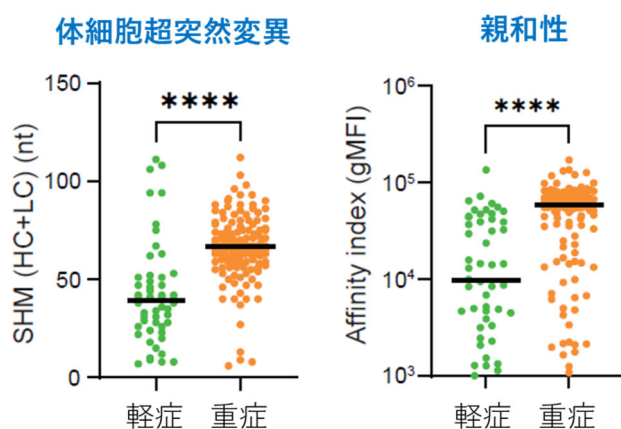 体細胞超突然変異
親和性
SHM (HC+LC) (nt)
150
100
50
0
****
軽症
重症
Affinity index (gMFI)
10⁶
10⁵
10⁴
10³
****
軽症
重症